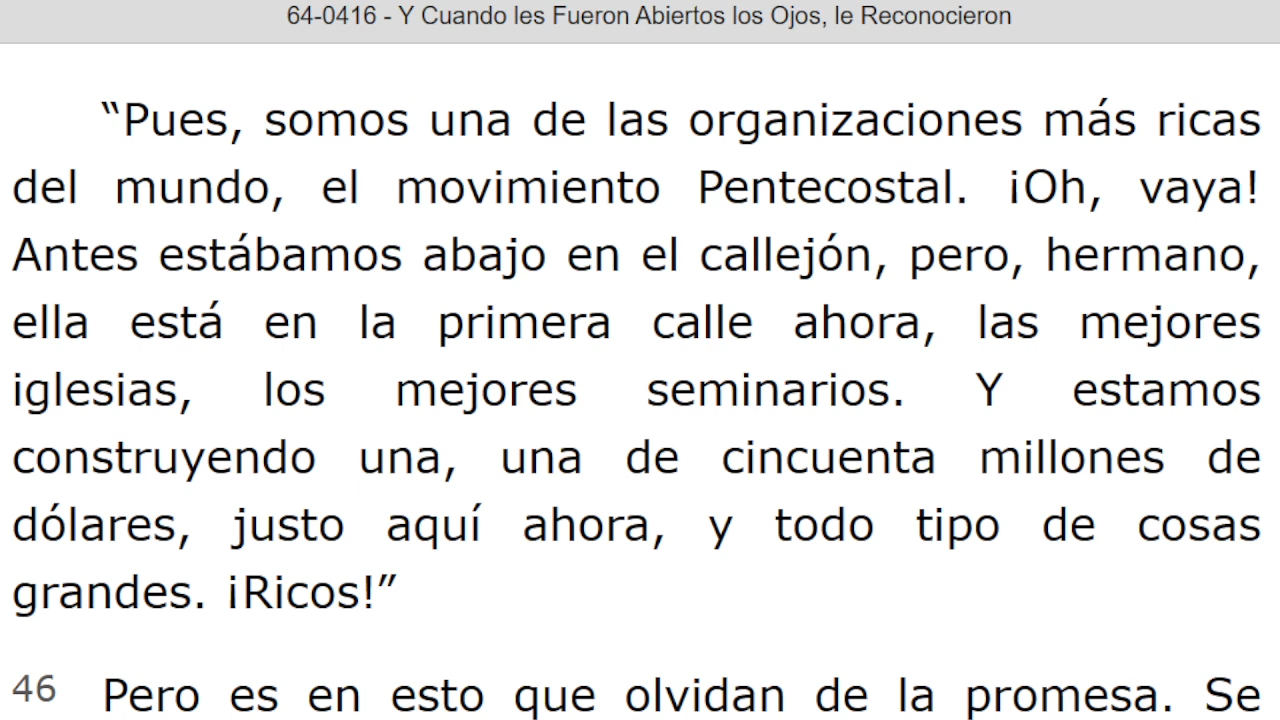 64-0416 - Y Cuando les Fueron Abiertos los Ojos, le Reconocieron
“Pues, somos una de las organizaciones más ricas
del mundo, el movimiento Pentecostal. ¡Oh, vaya!
Antes estábamos abajo en el callejón, pero, hermano,
ella está en la primera calle ahora, las mejores
iglesias, los mejores seminarios. Y estamos
construyendo una, una de cincuenta millones de
dólares, justo aquí ahora, y todo tipo de cosas
grandes. ¡Ricos!”
46 Pero es en esto que olvidan de la promesa. Se